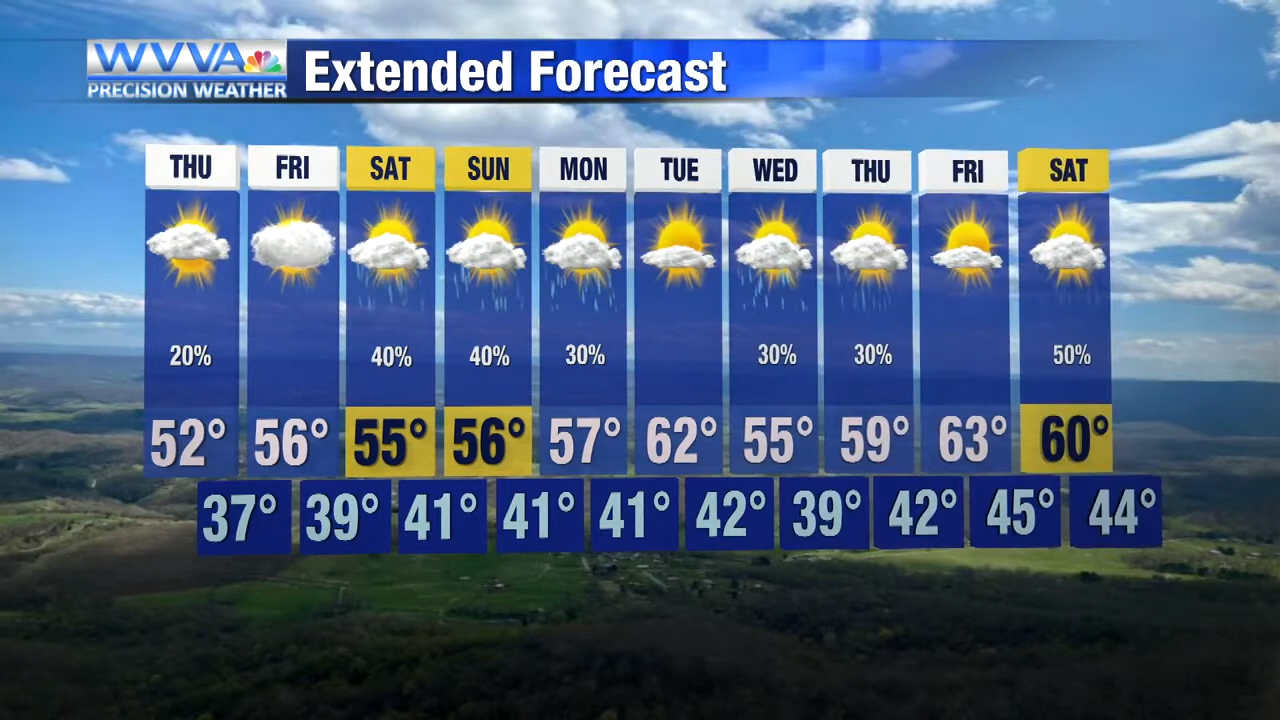 WVVA
PRECISION WEATHER
Extended Forecast
THU FRI SAT SUN MON TUE WED THU FRI SAT
20% 40% 40% 30% 30% 30% 50%
52° 56° 55° 56° 57° 62° 55° 59° 63° 60°
37° 39° 41° 41° 41° 42° 39° 42° 45° 44°